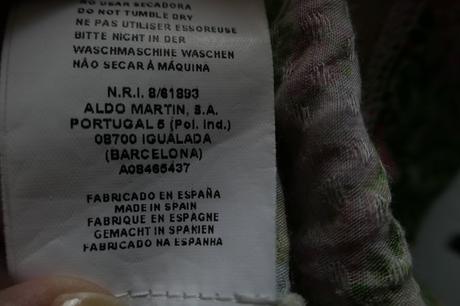 NO USAR SECADORA
DO NOT TUMBLE DRY
NE PAS UTILISER ESSOREUSE
BITTE NICHT IN DER
WASCHMASCHINE WASCHEN
NÃO SECAR À MÁQUINA
N.R.I. 8/61893
ALDO MARTIN, S.A.
PORTUGAL 5 (Pol. Ind.)
08700 IGUALADA
(BARCELONA)
A08465437
FABRICADO EN ESPAÑA
MADE IN SPAIN
FABRIQUE EN ESPAGNE
GEMACHT IN SPANIEN
FABRICADO NA ESPANHA